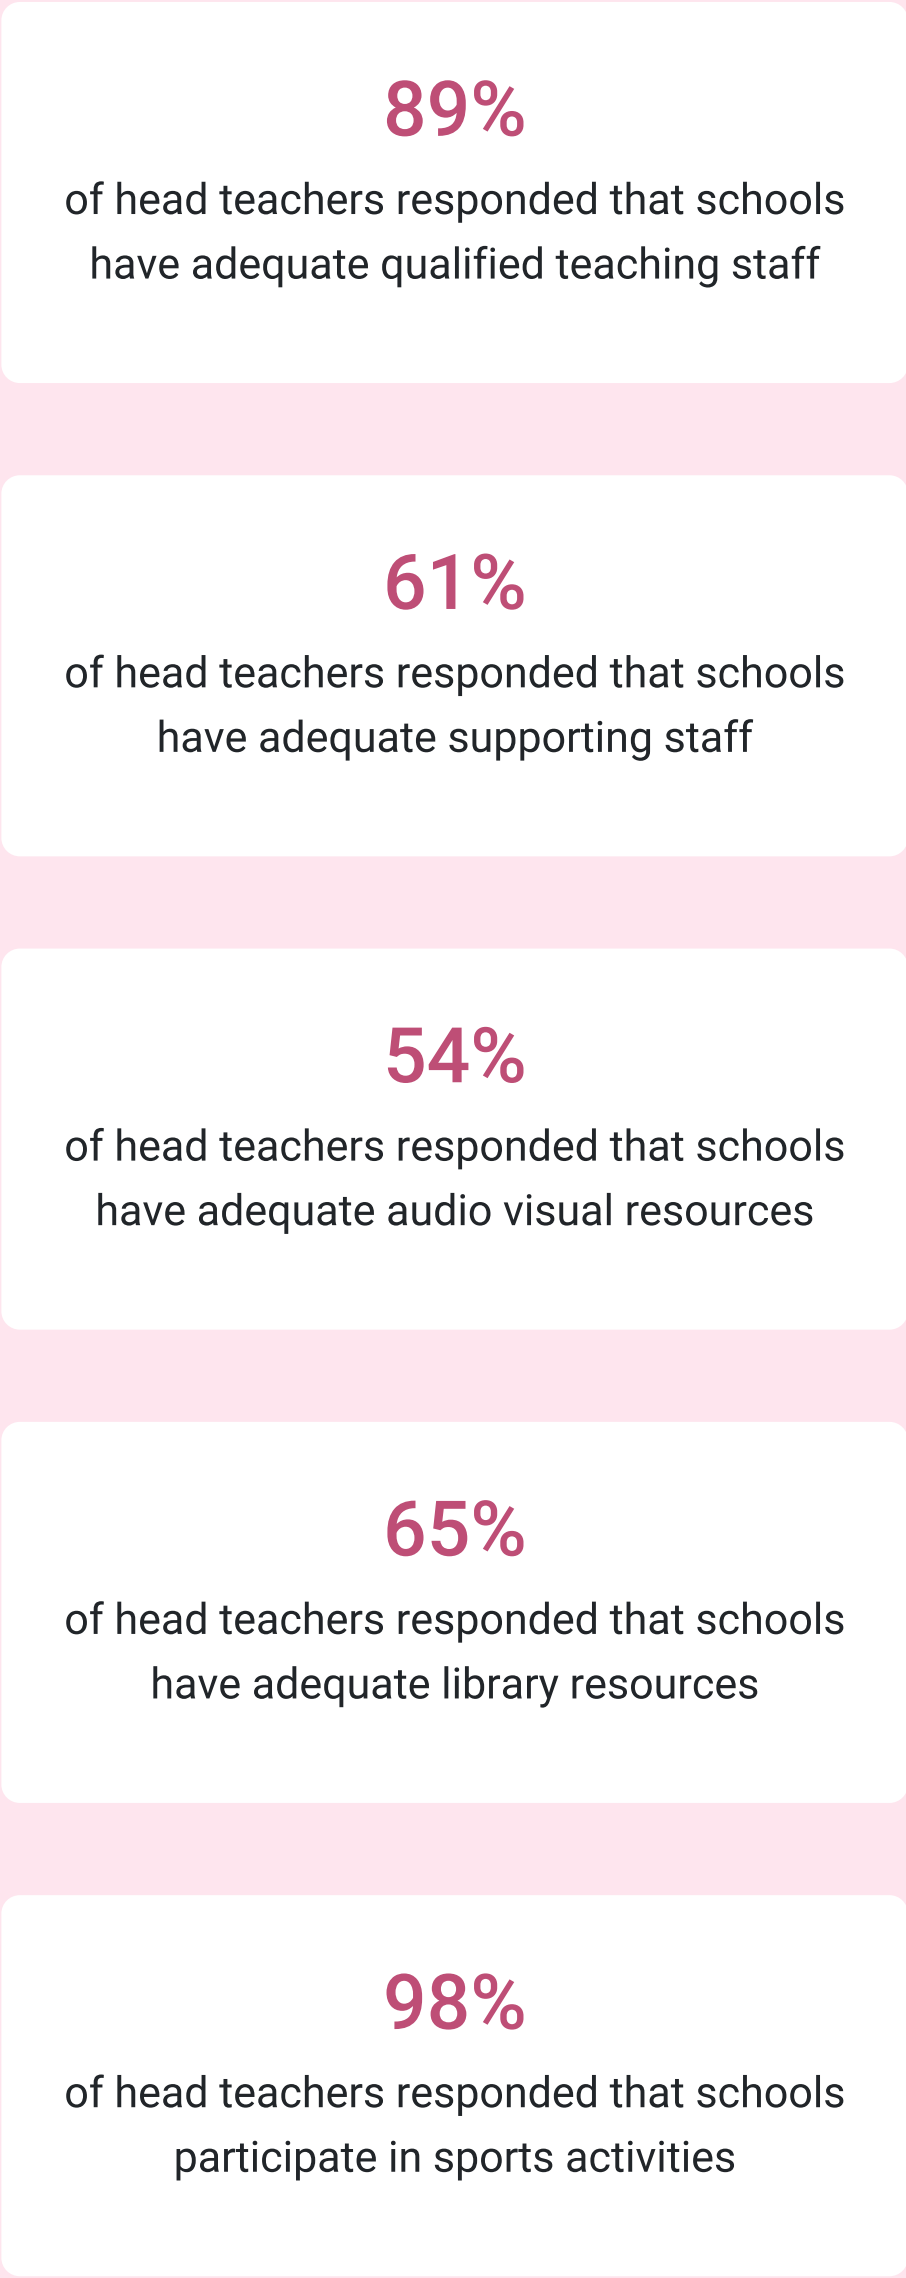 89%
of head teachers responded that schools
have adequate qualified teaching staff
61%
of head teachers responded that schools
have adequate supporting staff
54%
of head teachers responded that schools
have adequate audio visual resources
65%
of head teachers responded that schools
have adequate library resources
98%
of head teachers responded that schools
participate in sports activities